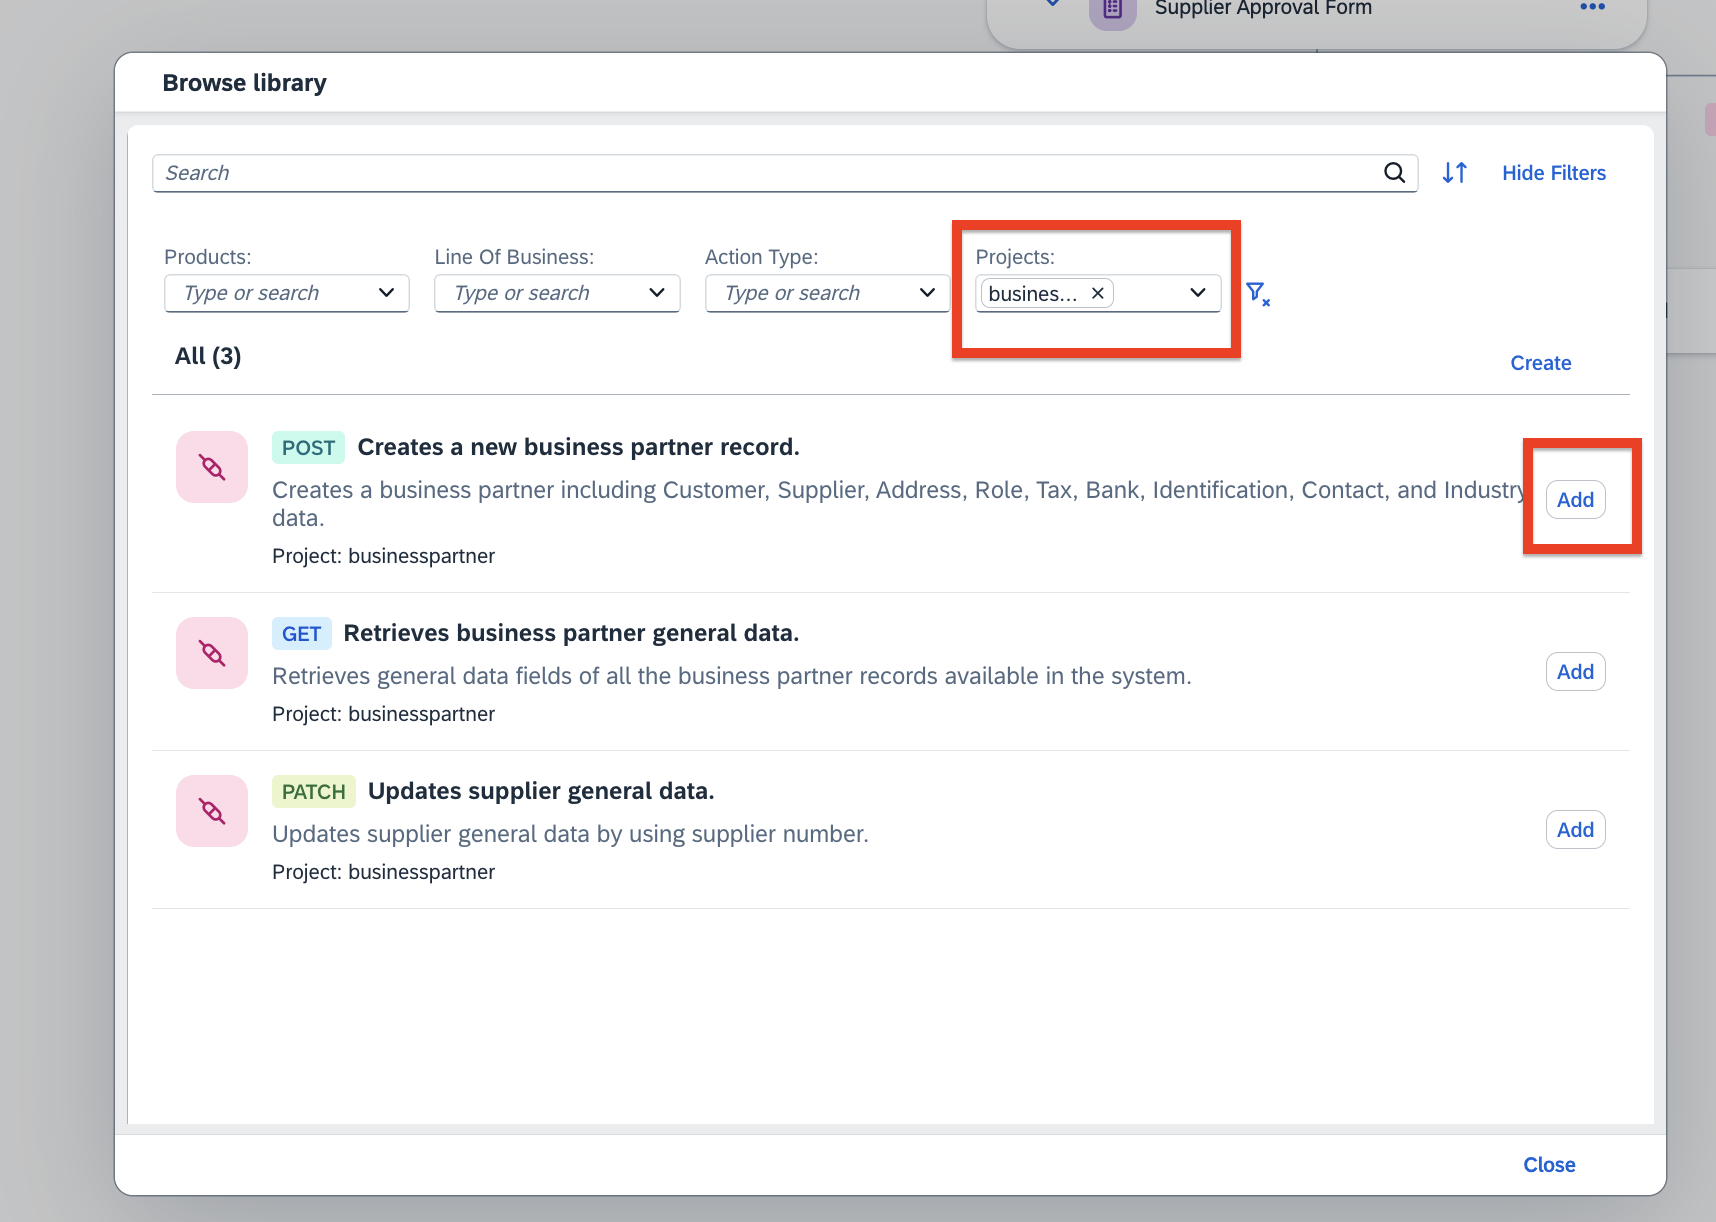 Supplier Approval Form
Browse library
Search
Hide Filters
Products:
Line Of Business:
Action Type:
Projects:
Type or search
Type or search
Type or search
busines...
All (3)
Create
POST Creates a new business partner record.
Creates a business partner including Customer, Supplier, Address, Role, Tax, Bank, Identification, Contact, and Industry
data.
Add
Project: businesspartner
GET Retrieves business partner general data.
Retrieves general data fields of all the business partner records available in the system.
Add
Project: businesspartner
PATCH Updates supplier general data.
Updates supplier general data by using supplier number.
Add
Project: businesspartner
Close